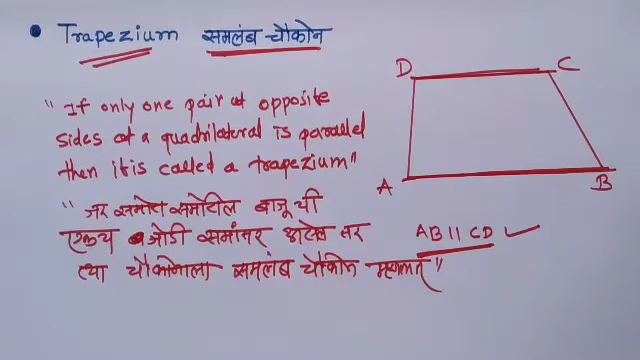 Trapezium समलंब चौकोन
"If only one pair of opposite
sides of a quadrilateral is parallel
then it is called a trapezium"
"जर समोरासमोरील बाजूची
एकच जोडी समांतर असेल तर
त्या चौकोनाला समलंब चौकोन म्हणतात"
D C
A B
AB || CD